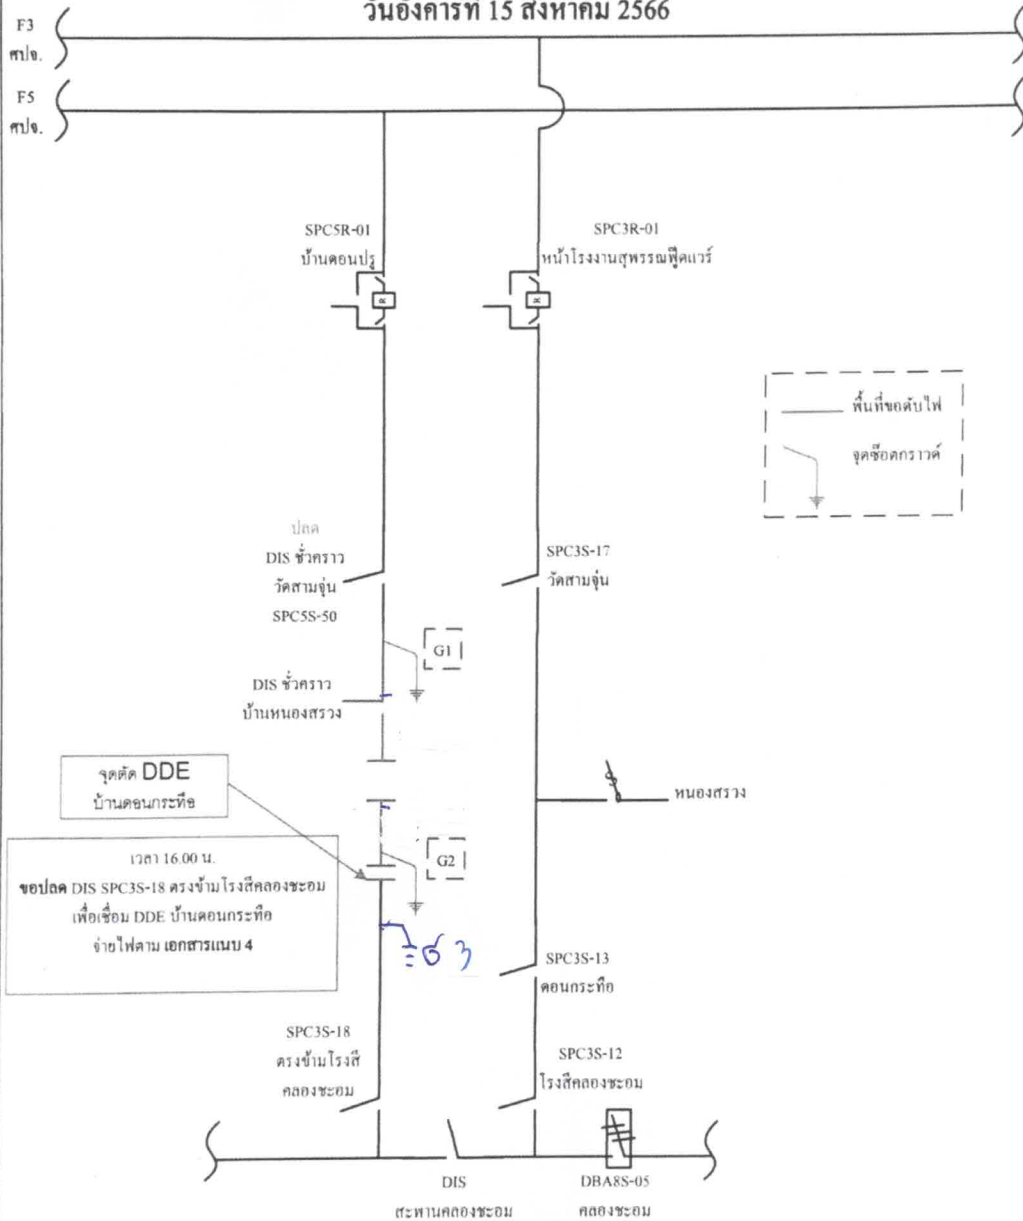 วันอังคารที่ 15 สิงหาคม 2566
F3
ศปจ.
F5
ศปจ.
SPC5R-01
บ้านดอนปรู
SPC3R-01
หน้าโรงงานสุพรรณฟีดแวร์
R
R
พื้นที่ขอดับไฟ
จุดช๊อตกราวด์
ปลด
DIS ชั่วคราว
วัดสามจุ่น
SPC5S-50
SPC3S-17
วัดสามจุ่น
G1
DIS ชั่วคราว
บ้านหนองสรวง
จุดตัด DDE
บ้านดอนกระทือ
หนองสรวง
G2
เวลา 16.00 น.
ขอปลด DIS SPC3S-18 ตรงข้ามโรงสีคลองชะอม
เพื่อเชื่อม DDE บ้านดอนกระทือ
จ่ายไฟตาม เอกสารแนบ 4
SPC3S-13
ดอนกระทือ
SPC3S-18
ตรงข้ามโรงสี
คลองชะอม
SPC3S-12
โรงสีคลองชะอม
DIS
สะพานคลองชะอม
DBA8S-05
คลองชะอม